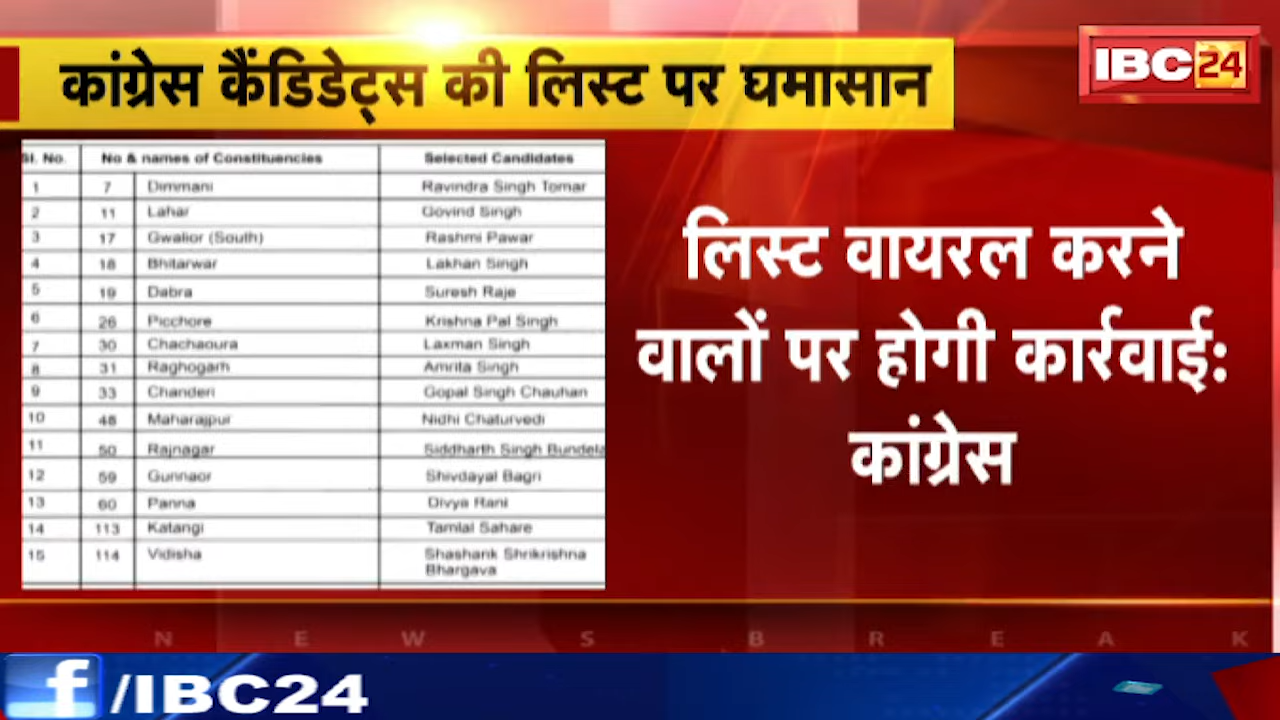 कांग्रेस कैंडिडेट्स की लिस्ट पर घमासान
IBC24
Sl. No. No & names of Constituencies Selected Candidates
1 7 Dimmani Ravindra Singh Tomar
2 11 Lahar Govind Singh
3 17 Gwalior (South) Rashmi Pawar
4 18 Bhitarwar Lakhan Singh
5 19 Dabra Suresh Raje
6 26 Picchore Krishna Pal Singh
7 30 Chachaoura Laxman Singh
8 31 Raghogarh Amrita Singh
9 33 Chanderi Gopal Singh Chauhan
10 48 Maharajpur Nidhi Chaturvedi
11 50 Rajnagar Siddharth Singh Bundela
12 59 Gunnaor Shivdayal Bagri
13 60 Panna Divya Rani
14 113 Katangi Tamlal Sahare
15 114 Vidisha Shashank Shrikrishna
Bhargava
लिस्ट वायरल करने
वालों पर होगी कार्रवाई:
कांग्रेस
NEWS BREAK
f/IBC24